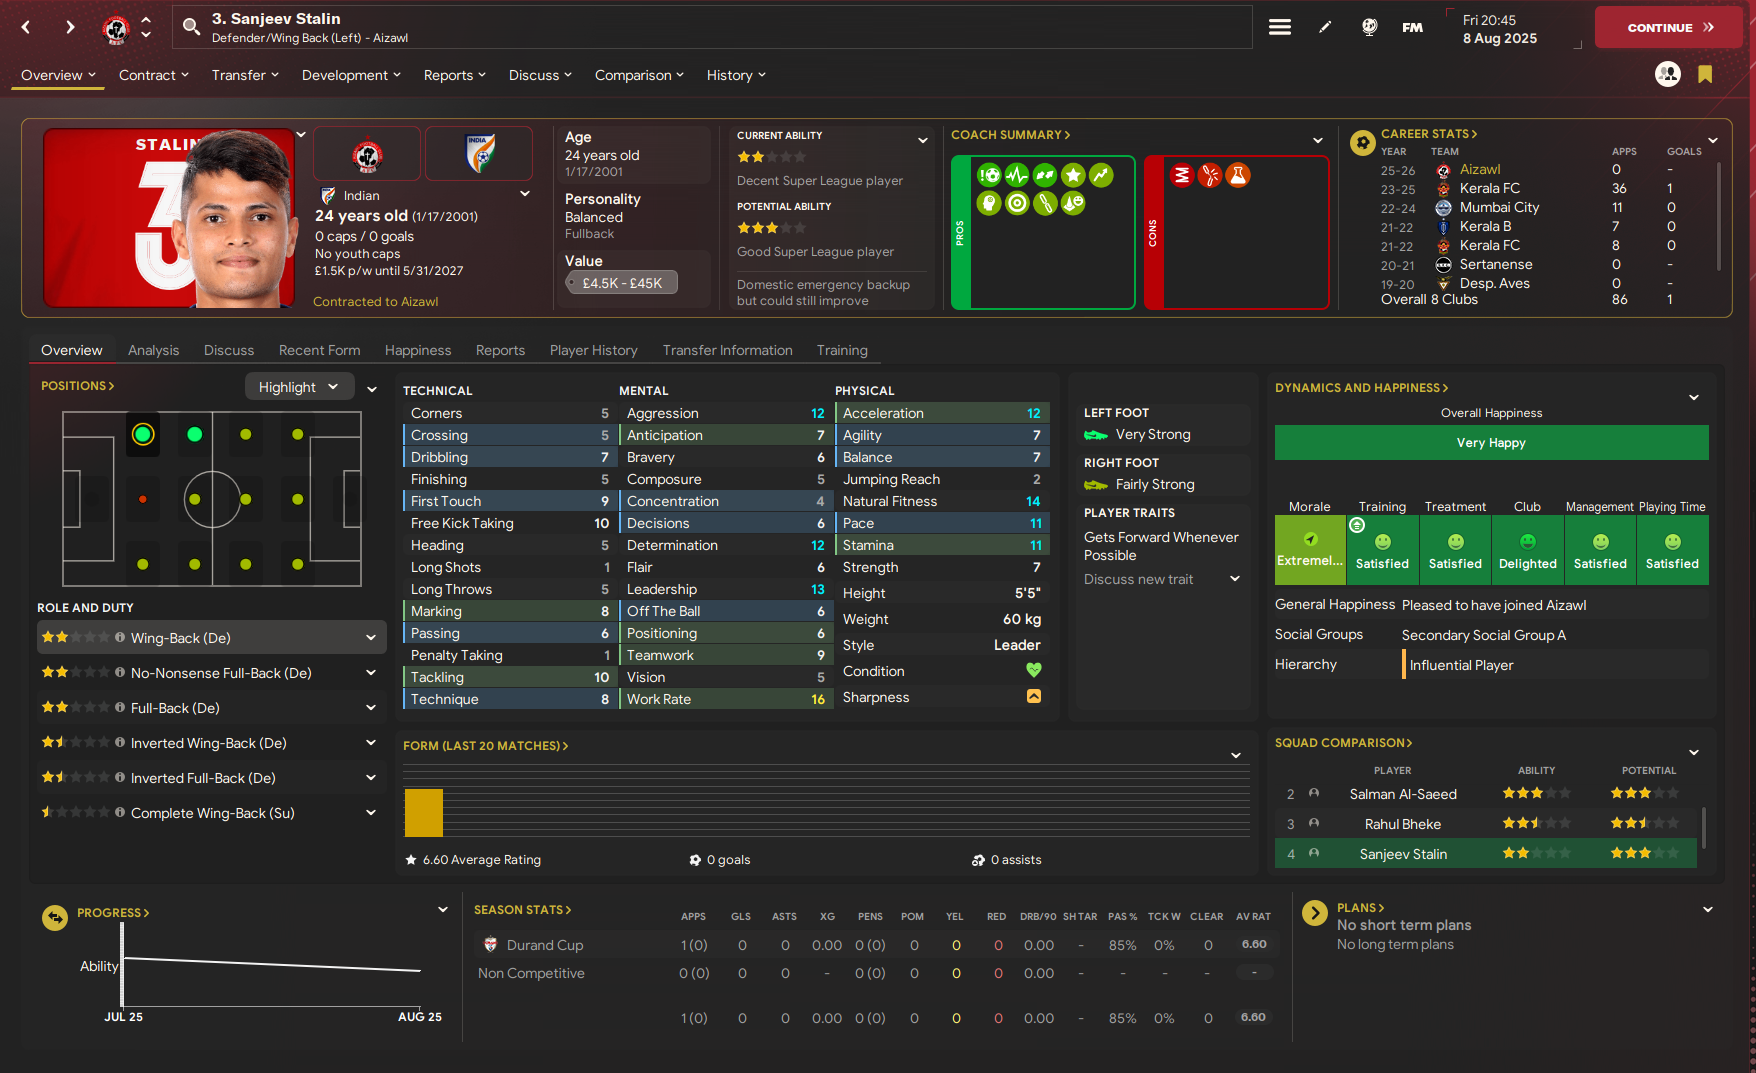 3. Sanjeev Stalin
Defender/Wing Back (Left) - Aizawl
FM
Fri 20:45
8 Aug 2025
CONTINUE
Overview
Contract
Transfer
Development
Reports
Discuss
Comparison
History
STALIN
3
INDIA
Indian
24 years old (1/17/2001)
0 caps / 0 goals
No youth caps
£1.5K p/w until 5/31/2027
Contracted to Aizawl
Age
24 years old
1/17/2001
Personality
Balanced
Fullback
Value
£4.5K - £45K
CURRENT ABILITY
Decent Super League player
POTENTIAL ABILITY
Good Super League player
Domestic emergency backup
but could still improve
COACH SUMMARY
PROS
CONS
CAREER STATS
YEAR TEAM APPS GOALS
25-26 Aizawl 0 -
23-25 Kerala FC 36 1
22-24 Mumbai City 11 0
21-22 Kerala B 7 0
21-22 Kerala FC 8 0
20-21 Sertanense 0 -
19-20 Desp. Aves 0 -
Overall 8 Clubs 86 1
Overview
Analysis
Discuss
Recent Form
Happiness
Reports
Player History
Transfer Information
Training
POSITIONS
Highlight
ROLE AND DUTY
Wing-Back (De)
No-Nonsense Full-Back (De)
Full-Back (De)
Inverted Wing-Back (De)
Inverted Full-Back (De)
Complete Wing-Back (Su)
TECHNICAL
Corners 5
Crossing 5
Dribbling 7
Finishing 5
First Touch 9
Free Kick Taking 10
Heading 5
Long Shots 1
Long Throws 5
Marking 8
Passing 6
Penalty Taking 1
Tackling 10
Technique 8
MENTAL
Aggression 12
Anticipation 7
Bravery 6
Composure 5
Concentration 4
Decisions 6
Determination 12
Flair 6
Leadership 13
Off The Ball 6
Positioning 6
Teamwork 9
Vision 5
Work Rate 16
PHYSICAL
Acceleration 12
Agility 7
Balance 7
Jumping Reach 2
Natural Fitness 14
Pace 11
Stamina 11
Strength 7
Height 5'5"
Weight 60 kg
Style Leader
Condition
Sharpness
LEFT FOOT
Very Strong
RIGHT FOOT
Fairly Strong
PLAYER TRAITS
Gets Forward Whenever
Possible
Discuss new trait
DYNAMICS AND HAPPINESS
Overall Happiness
Very Happy
Morale Training Treatment Club Management Playing Time
Extremel... Satisfied Satisfied Delighted Satisfied Satisfied
General Happiness Pleased to have joined Aizawl
Social Groups Secondary Social Group A
Hierarchy Influential Player
FORM (LAST 20 MATCHES)
6.60 Average Rating
0 goals
0 assists
SQUAD COMPARISON
PLAYER ABILITY POTENTIAL
2 Salman Al-Saeed
3 Rahul Bheke
4 Sanjeev Stalin
PROGRESS
Ability
JUL 25
AUG 25
SEASON STATS APPS GLS ASTS XG PENS POM YEL RED DRB/90 SH TAR PAS % TCK W CLEAR AV RAT
Durand Cup 1 (0) 0 0 0.00 0 (0) 0 0 0 0.00 - 85% 0% 0 6.60
Non Competitive 0 (0) 0 0 - 0 (0) 0 0 0 0.00 - - - - -
1 (0) 0 0 0.00 0 (0) 0 0 0 0.00 - 85% 0% 0 6.60
PLANS
No short term plans
No long term plans